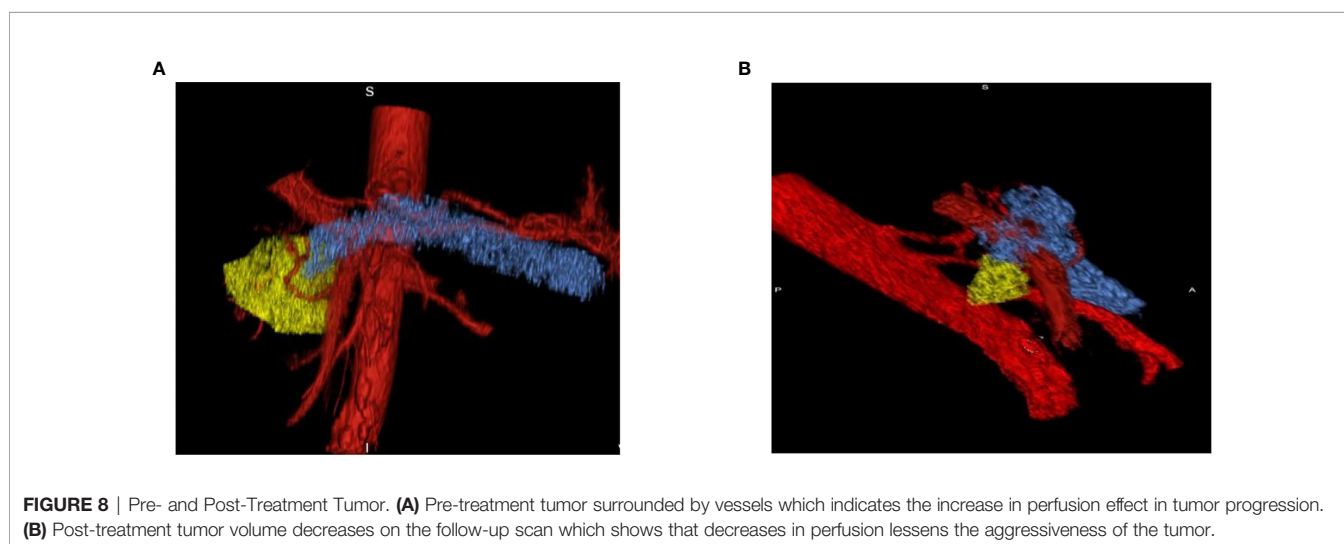 A
B
S
I
S
P
A
FIGURE 8 | Pre- and Post-Treatment Tumor. (A) Pre-treatment tumor surrounded by vessels which indicates the increase in perfusion effect in tumor progression.
(B) Post-treatment tumor volume decreases on the follow-up scan which shows that decreases in perfusion lessens the aggressiveness of the tumor.